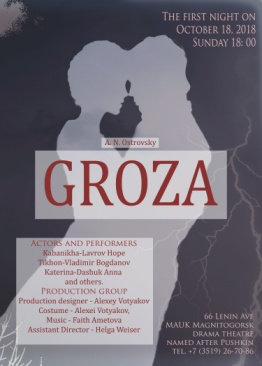 The first night on
October 18, 2018
Sunday 18: 00
A. N. Ostrovsky
GROZA
Actors and performers
Kabanikha-Lavrov Hope
Tikhon-Vladimir Bogdanov
Katerina-Dashuk Anna
and others.
Production group
Production designer - Alexey Votyakov
Costume - Alexei Votyakov,
Music - Faith Ametova
Assistant Director - Helga Weiser
66 Lenin Ave
MAUK Magnitogorsk
drama theatre
named after Pushkin
tel. +7 (3519) 26-70-86